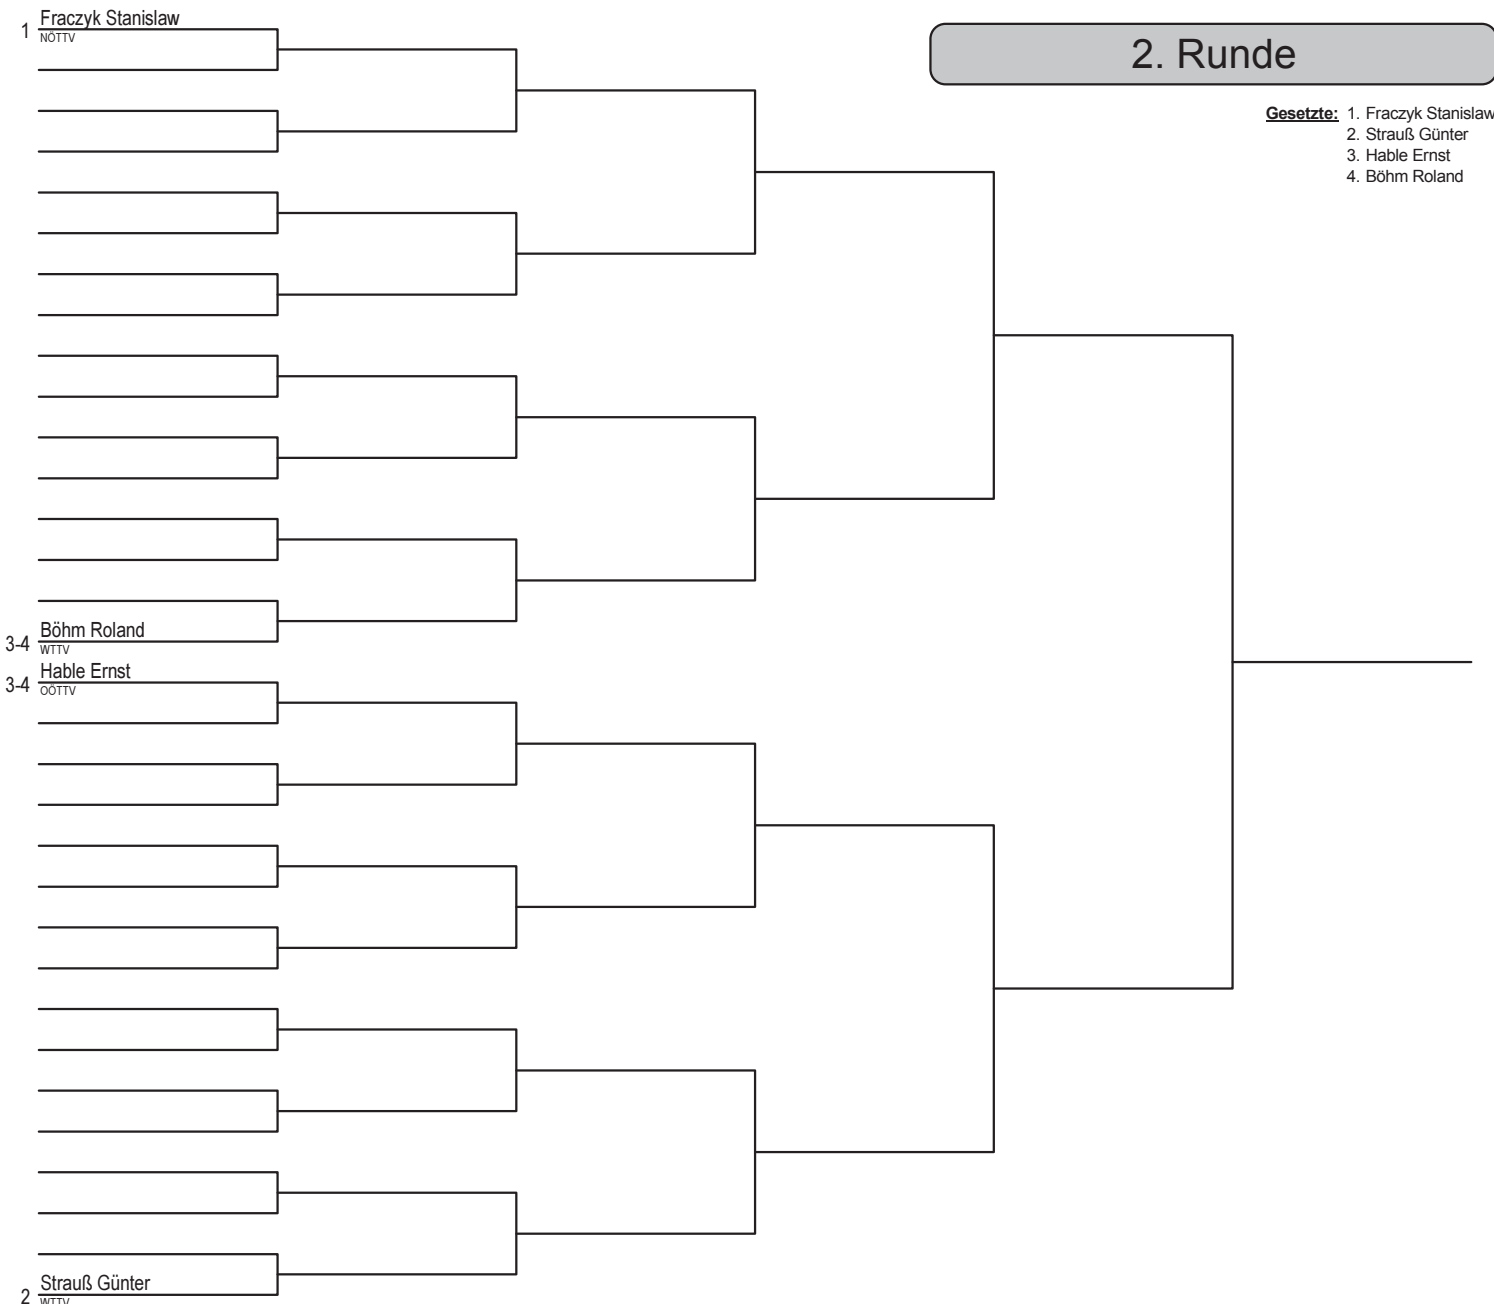 1 Fraczyk Stanislaw
NÖTTV
2. Runde
Gesetzte: 1. Fraczyk Stanislaw
2. Strauß Günter
3. Hable Ernst
4. Böhm Roland
3-4 Böhm Roland
WTTV
3-4 Hable Ernst
OÖTTV
2 Strauß Günter
WTTV